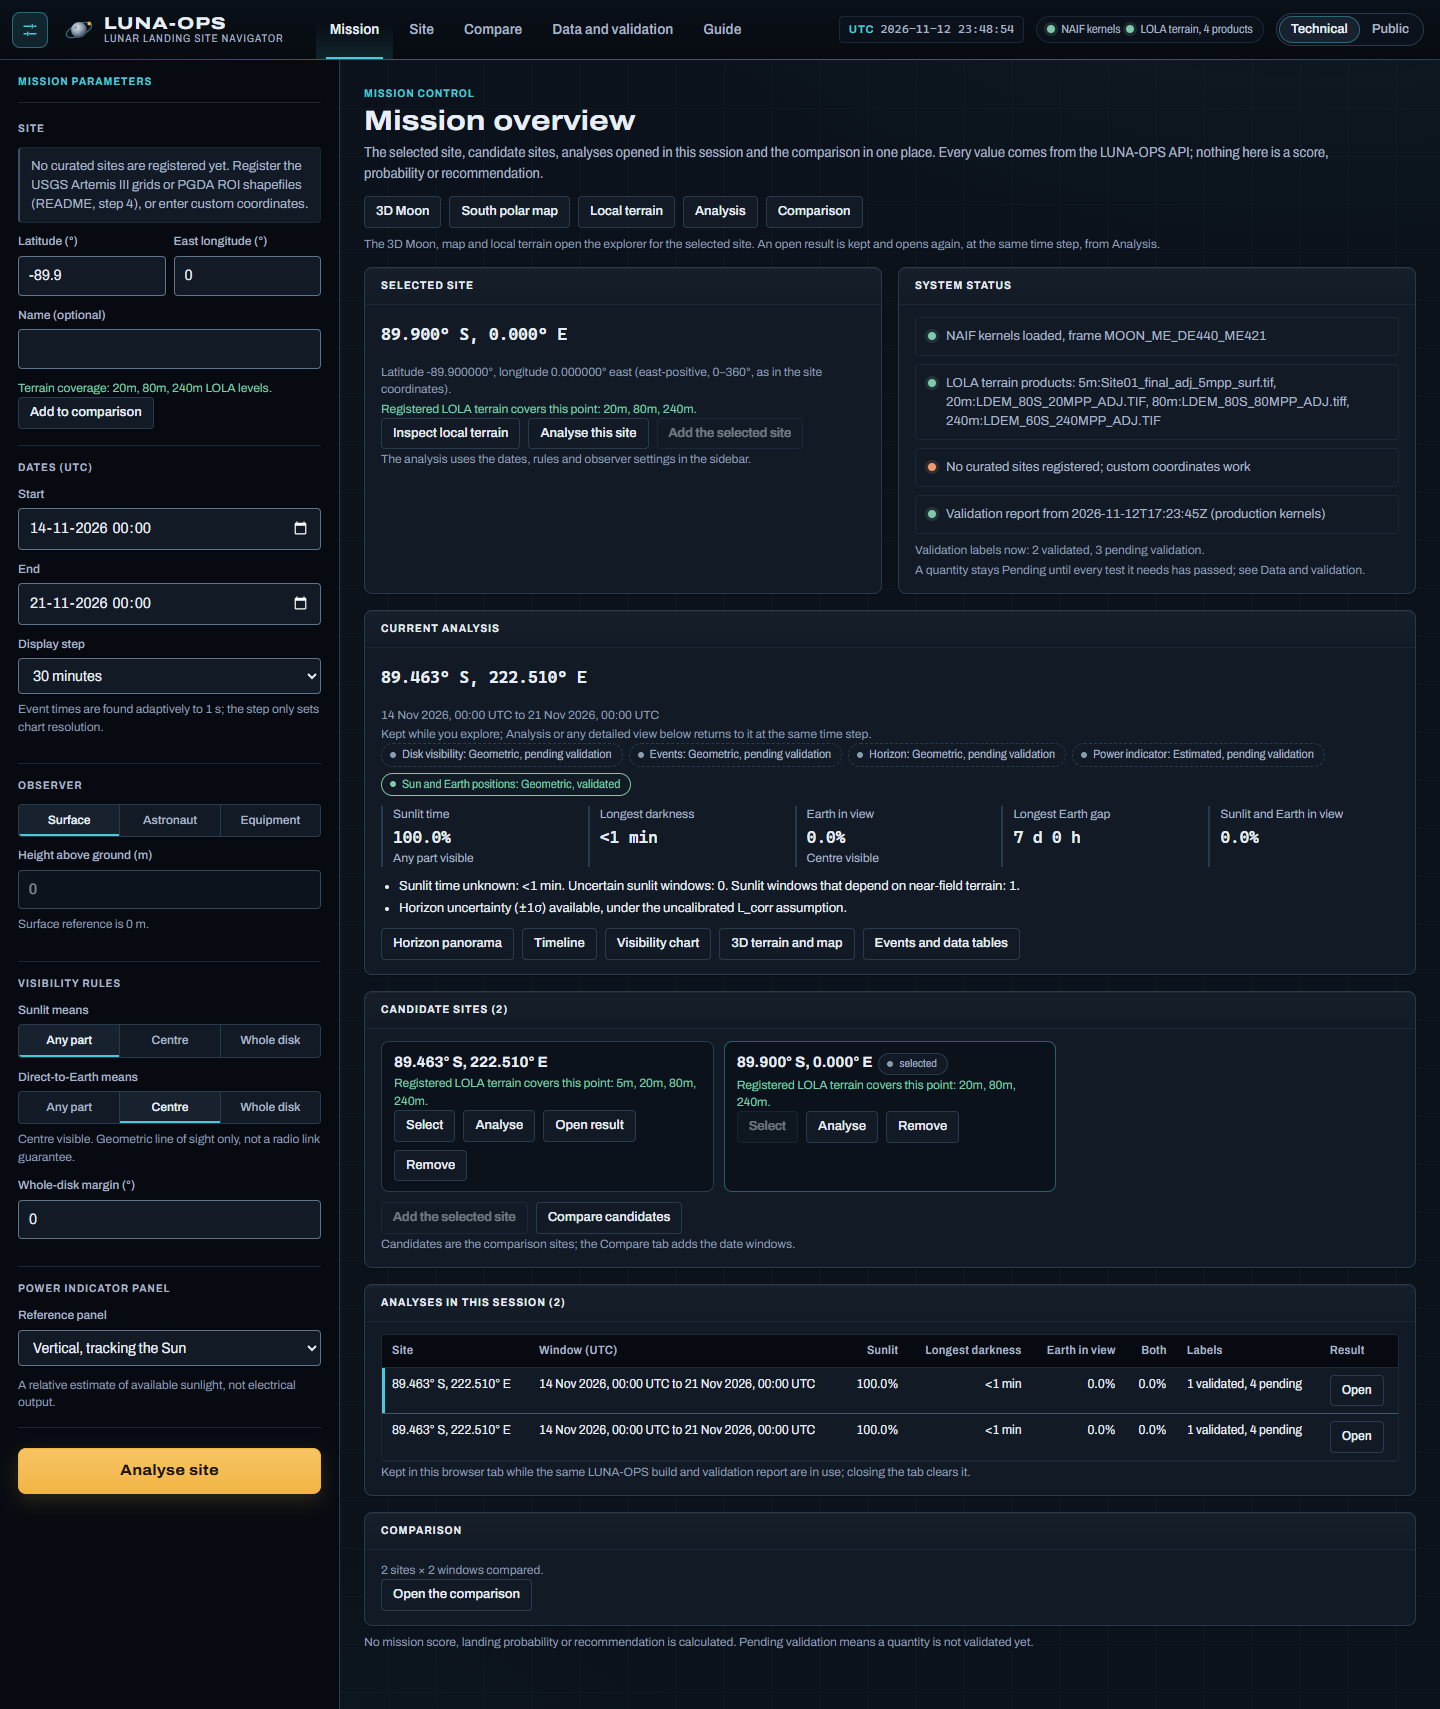 LUNA-OPS
LUNAR LANDING SITE NAVIGATOR
Mission
Site
Compare
Data and validation
Guide
UTC 2026-11-12 23:48:54
NAIF kernels
LOLA terrain, 4 products
Technical
Public
MISSION PARAMETERS
SITE
No curated sites are registered yet. Register the
USGS Artemis III grids or PGDA ROI shapefiles
(README, step 4), or enter custom coordinates.
Latitude (°)
East longitude (°)
-89.9
0
Name (optional)
Terrain coverage: 20m, 80m, 240m LOLA levels.
Add to comparison
DATES (UTC)
Start
14-11-2026 00:00
End
21-11-2026 00:00
Display step
30 minutes
Event times are found adaptively to 1 s; the step only sets
chart resolution.
OBSERVER
Surface
Astronaut
Equipment
Height above ground (m)
0
Surface reference is 0 m.
VISIBILITY RULES
Sunlit means
Any part
Centre
Whole disk
Direct-to-Earth means
Any part
Centre
Whole disk
Centre visible. Geometric line of sight only, not a radio link
guarantee.
Whole-disk margin (°)
0
POWER INDICATOR PANEL
Reference panel
Vertical, tracking the Sun
A relative estimate of available sunlight, not electrical
output.
Analyse site
MISSION CONTROL
Mission overview
The selected site, candidate sites, analyses opened in this session and the comparison in one place. Every value comes from the LUNA-OPS API; nothing here is a score,
probability or recommendation.
3D Moon
South polar map
Local terrain
Analysis
Comparison
The 3D Moon, map and local terrain open the explorer for the selected site. An open result is kept and opens again, at the same time step, from Analysis.
SELECTED SITE
89.900° S, 0.000° E
Latitude -89.900000°, longitude 0.000000° east (east-positive, 0–360°, as in the site
coordinates).
Registered LOLA terrain covers this point: 20m, 80m, 240m.
Inspect local terrain
Analyse this site
Add the selected site
The analysis uses the dates, rules and observer settings in the sidebar.
SYSTEM STATUS
NAIF kernels loaded, frame MOON_ME_DE440_ME421
LOLA terrain products: 5m:Site01_final_adj_5mpp_surf.tif,
20m:LDEM_80S_20MPP_ADJ.TIF, 80m:LDEM_80S_80MPP_ADJ.tiff,
240m:LDEM_60S_240MPP_ADJ.TIF
No curated sites registered; custom coordinates work
Validation report from 2026-11-12T17:23:45Z (production kernels)
Validation labels now: 2 validated, 3 pending validation.
A quantity stays Pending until every test it needs has passed; see Data and validation.
CURRENT ANALYSIS
89.463° S, 222.510° E
14 Nov 2026, 00:00 UTC to 21 Nov 2026, 00:00 UTC
Kept while you explore; Analysis or any detailed view below returns to it at the same time step.
Disk visibility: Geometric, pending validation
Events: Geometric, pending validation
Horizon: Geometric, pending validation
Power indicator: Estimated, pending validation
Sun and Earth positions: Geometric, validated
Sunlit time
100.0%
Any part visible
Longest darkness
<1 min
Earth in view
0.0%
Centre visible
Longest Earth gap
7 d 0 h
Sunlit and Earth in view
0.0%
• Sunlit time unknown: <1 min. Uncertain sunlit windows: 0. Sunlit windows that depend on near-field terrain: 1.
• Horizon uncertainty (±1σ) available, under the uncalibrated L_corr assumption.
Horizon panorama
Timeline
Visibility chart
3D terrain and map
Events and data tables
CANDIDATE SITES (2)
89.463° S, 222.510° E
Registered LOLA terrain covers this point: 5m, 20m, 80m,
240m.
Select
Analyse
Open result
Remove
89.900° S, 0.000° E
selected
Registered LOLA terrain covers this point: 20m, 80m,
240m.
Select
Analyse
Remove
Add the selected site
Compare candidates
Candidates are the comparison sites; the Compare tab adds the date windows.
ANALYSES IN THIS SESSION (2)
Site Window (UTC) Sunlit Longest darkness Earth in view Both Labels Result
89.463° S, 222.510° E 14 Nov 2026, 00:00 UTC to 21 Nov 2026, 00:00 UTC 100.0% <1 min 0.0% 0.0% 1 validated, 4 pending Open
89.463° S, 222.510° E 14 Nov 2026, 00:00 UTC to 21 Nov 2026, 00:00 UTC 100.0% <1 min 0.0% 0.0% 1 validated, 4 pending Open
Kept in this browser tab while the same LUNA-OPS build and validation report are in use; closing the tab clears it.
COMPARISON
2 sites × 2 windows compared.
Open the comparison
No mission score, landing probability or recommendation is calculated. Pending validation means a quantity is not validated yet.